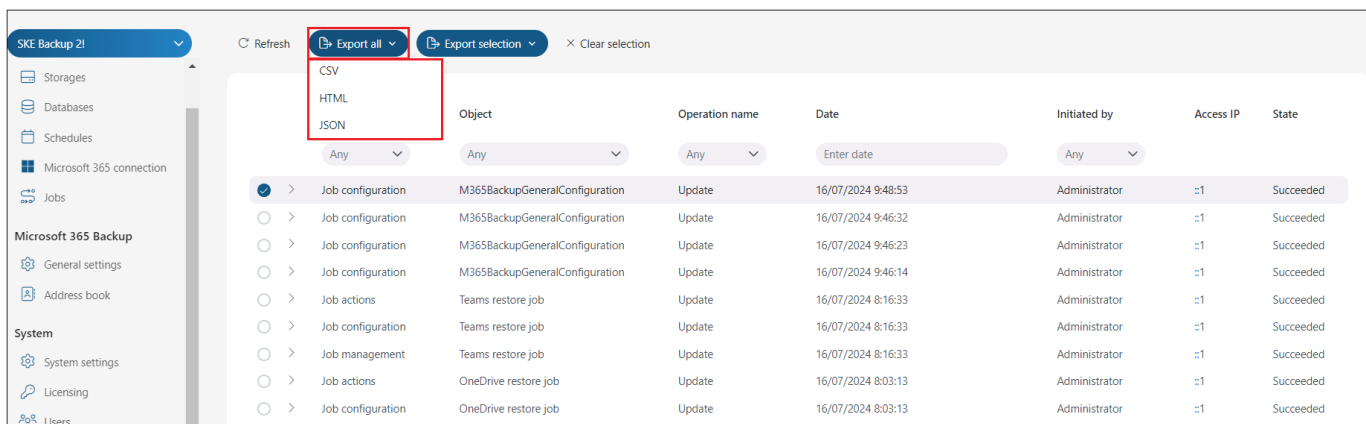 SKE Backup 2!
Refresh Export all Export selection Clear selection
Storages
Databases
Schedules
Microsoft 365 connection
Jobs
Microsoft 365 Backup
General settings
Address book
System
System settings
Licensing
Users
CSV
HTML
JSON
Object Operation name Date Initiated by Access IP State
Any Any Any Enter date Any
Job configuration M365BackupGeneralConfiguration Update 16/07/2024 9:48:53 Administrator ::1 Succeeded
Job configuration M365BackupGeneralConfiguration Update 16/07/2024 9:46:32 Administrator ::1 Succeeded
Job configuration M365BackupGeneralConfiguration Update 16/07/2024 9:46:23 Administrator ::1 Succeeded
Job configuration M365BackupGeneralConfiguration Update 16/07/2024 9:46:14 Administrator ::1 Succeeded
Job actions Teams restore job Update 16/07/2024 8:16:33 Administrator ::1 Succeeded
Job configuration Teams restore job Update 16/07/2024 8:16:33 Administrator ::1 Succeeded
Job management Teams restore job Update 16/07/2024 8:16:33 Administrator ::1 Succeeded
Job actions OneDrive restore job Update 16/07/2024 8:03:13 Administrator ::1 Succeeded
Job configuration OneDrive restore job Update 16/07/2024 8:03:13 Administrator ::1 Succeeded